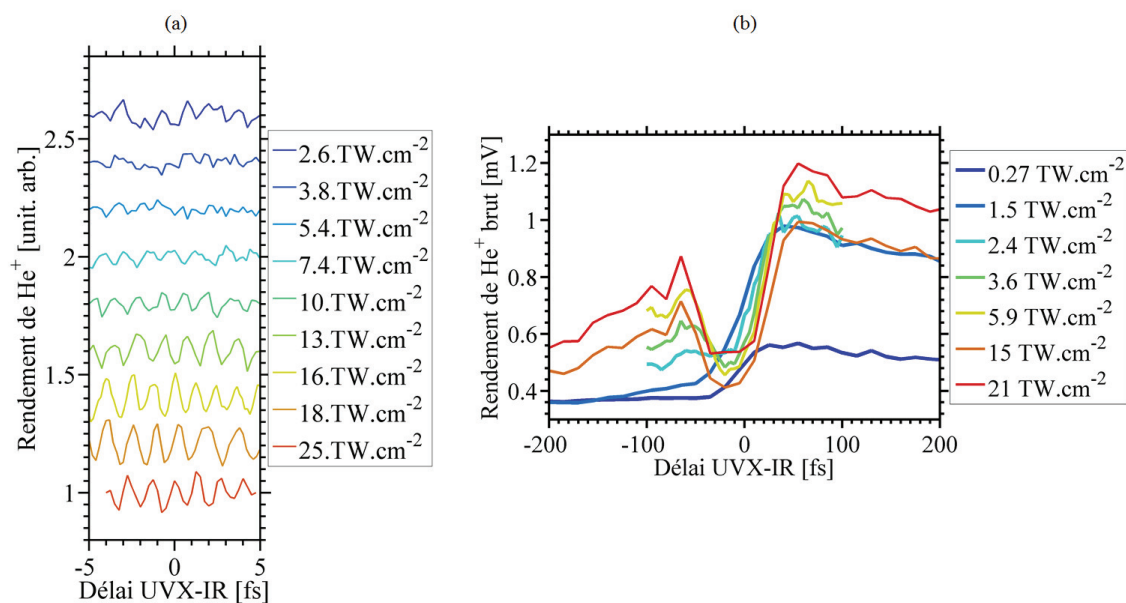 (a)
Rendement de He+ [unit. arb.]
2.5
2
1.5
1
-5 0 5
Délai UVX-IR [fs]
2.6.TW.cm-2
3.8.TW.cm-2
5.4.TW.cm-2
7.4.TW.cm-2
10.TW.cm-2
13.TW.cm-2
16.TW.cm-2
18.TW.cm-2
25.TW.cm-2
(b)
Rendement de He+ brut [mV]
1.2
1
0.8
0.6
0.4
-200 -100 0 100 200
Délai UVX-IR [fs]
0.27 TW.cm-2
1.5 TW.cm-2
2.4 TW.cm-2
3.6 TW.cm-2
5.9 TW.cm-2
15 TW.cm-2
21 TW.cm-2